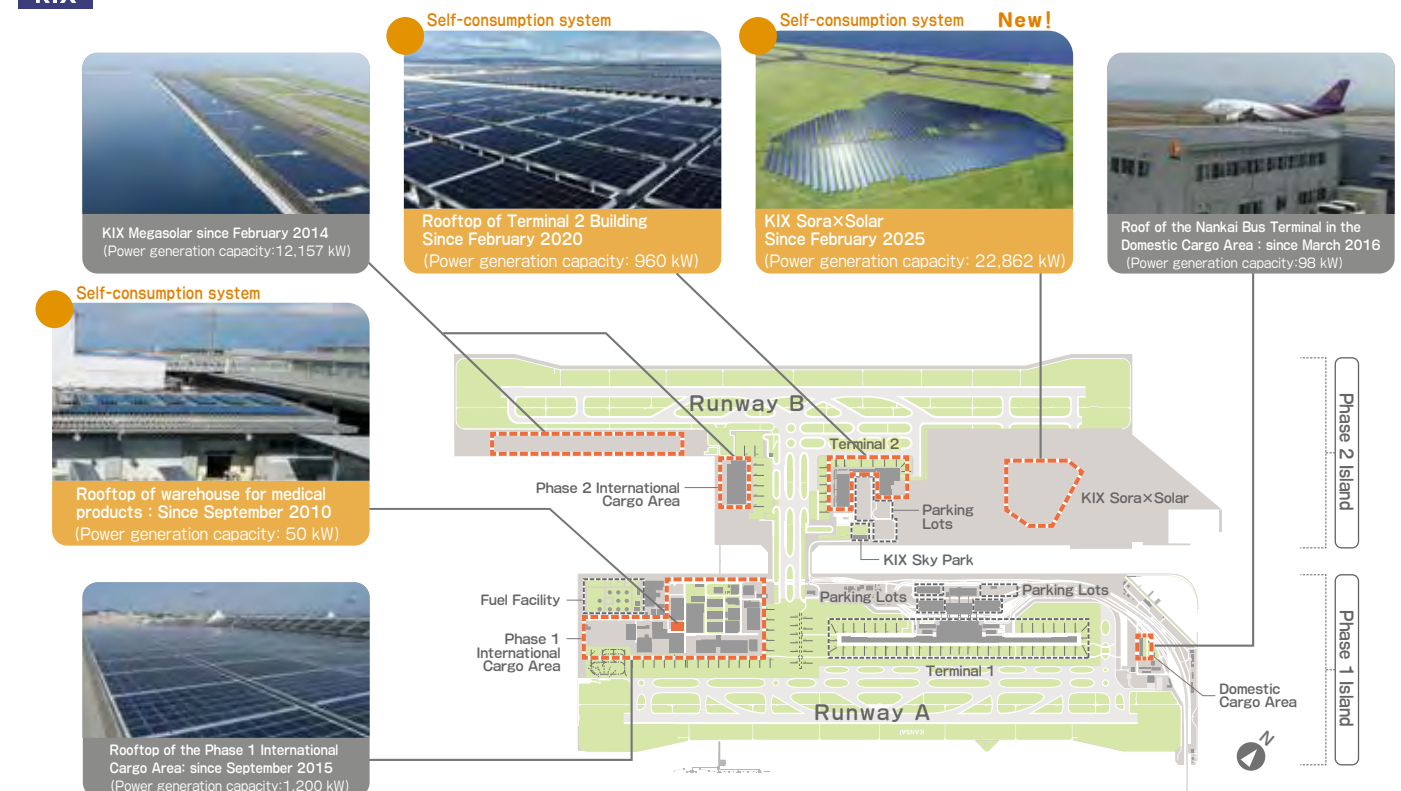 KIX
Self-consumption system
Self-consumption system
New!
KIX Megasolar since February 2014
(Power generation capacity:12,157 kW)
Rooftop of Terminal 2 Building
Since February 2020
(Power generation capacity: 960 kW)
KIX Sora×Solar
Since February 2025
(Power generation capacity: 22,862 kW)
Roof of the Nankai Bus Terminal in the
Domestic Cargo Area : since March 2016
(Power generation capacity:98 kW)
Self-consumption system
Rooftop of warehouse for medical
products : Since September 2010
(Power generation capacity: 50 kW)
Rooftop of the Phase 1 International
Cargo Area: since September 2015
(Power generation capacity:1,200 kW)
Runway B
Terminal 2
Phase 2 International
Cargo Area
Parking
Lots
KIX Sora×Solar
KIX Sky Park
Phase 2 Island
Fuel Facility
Parking Lots
Parking Lots
Phase 1
International
Cargo Area
Terminal 1
Domestic
Cargo Area
Runway A
KANSAI
N
Phase 1 Island